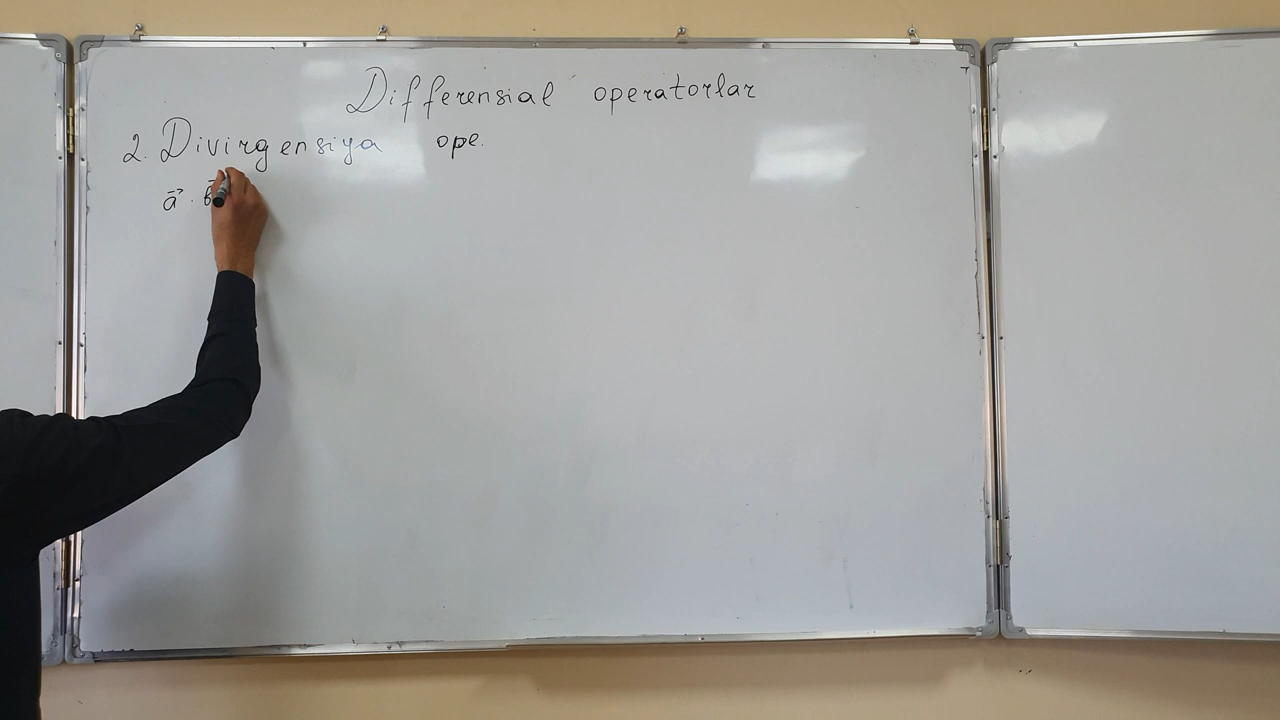 Differensial operatorlar
2. Divirgensiya ope.
a⃗ · b⃗